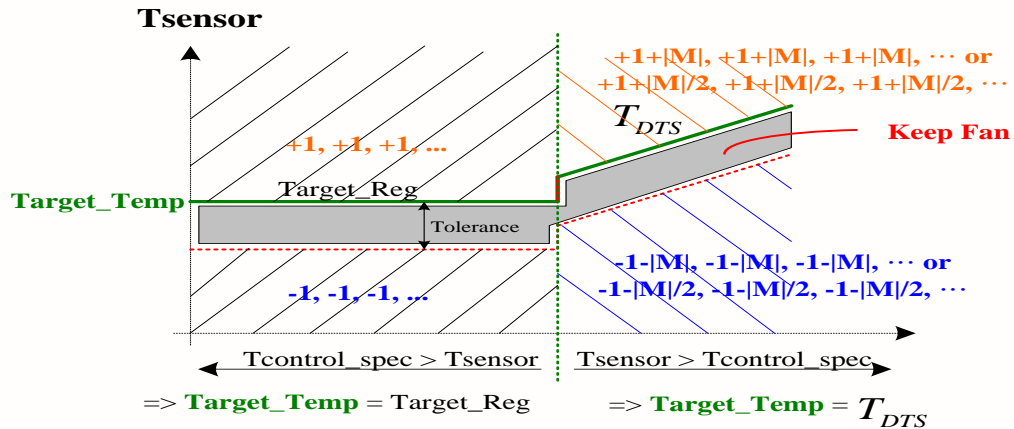 Tsensor
+1+|M|, +1+|M|, +1+|M|, ··· or
+1+|M|/2, +1+|M|/2, +1+|M|/2, ···
T_DTS
Keep Fan
+1, +1, +1, ...
Target_Reg
Target_Temp
Tolerance
-1, -1, -1, ...
-1-|M|, -1-|M|, -1-|M|, ··· or
-1-|M|/2, -1-|M|/2, -1-|M|/2, ···
Tcontrol_spec > Tsensor
Tsensor > Tcontrol_spec
=> Target_Temp = Target_Reg
=> Target_Temp = T_DTS